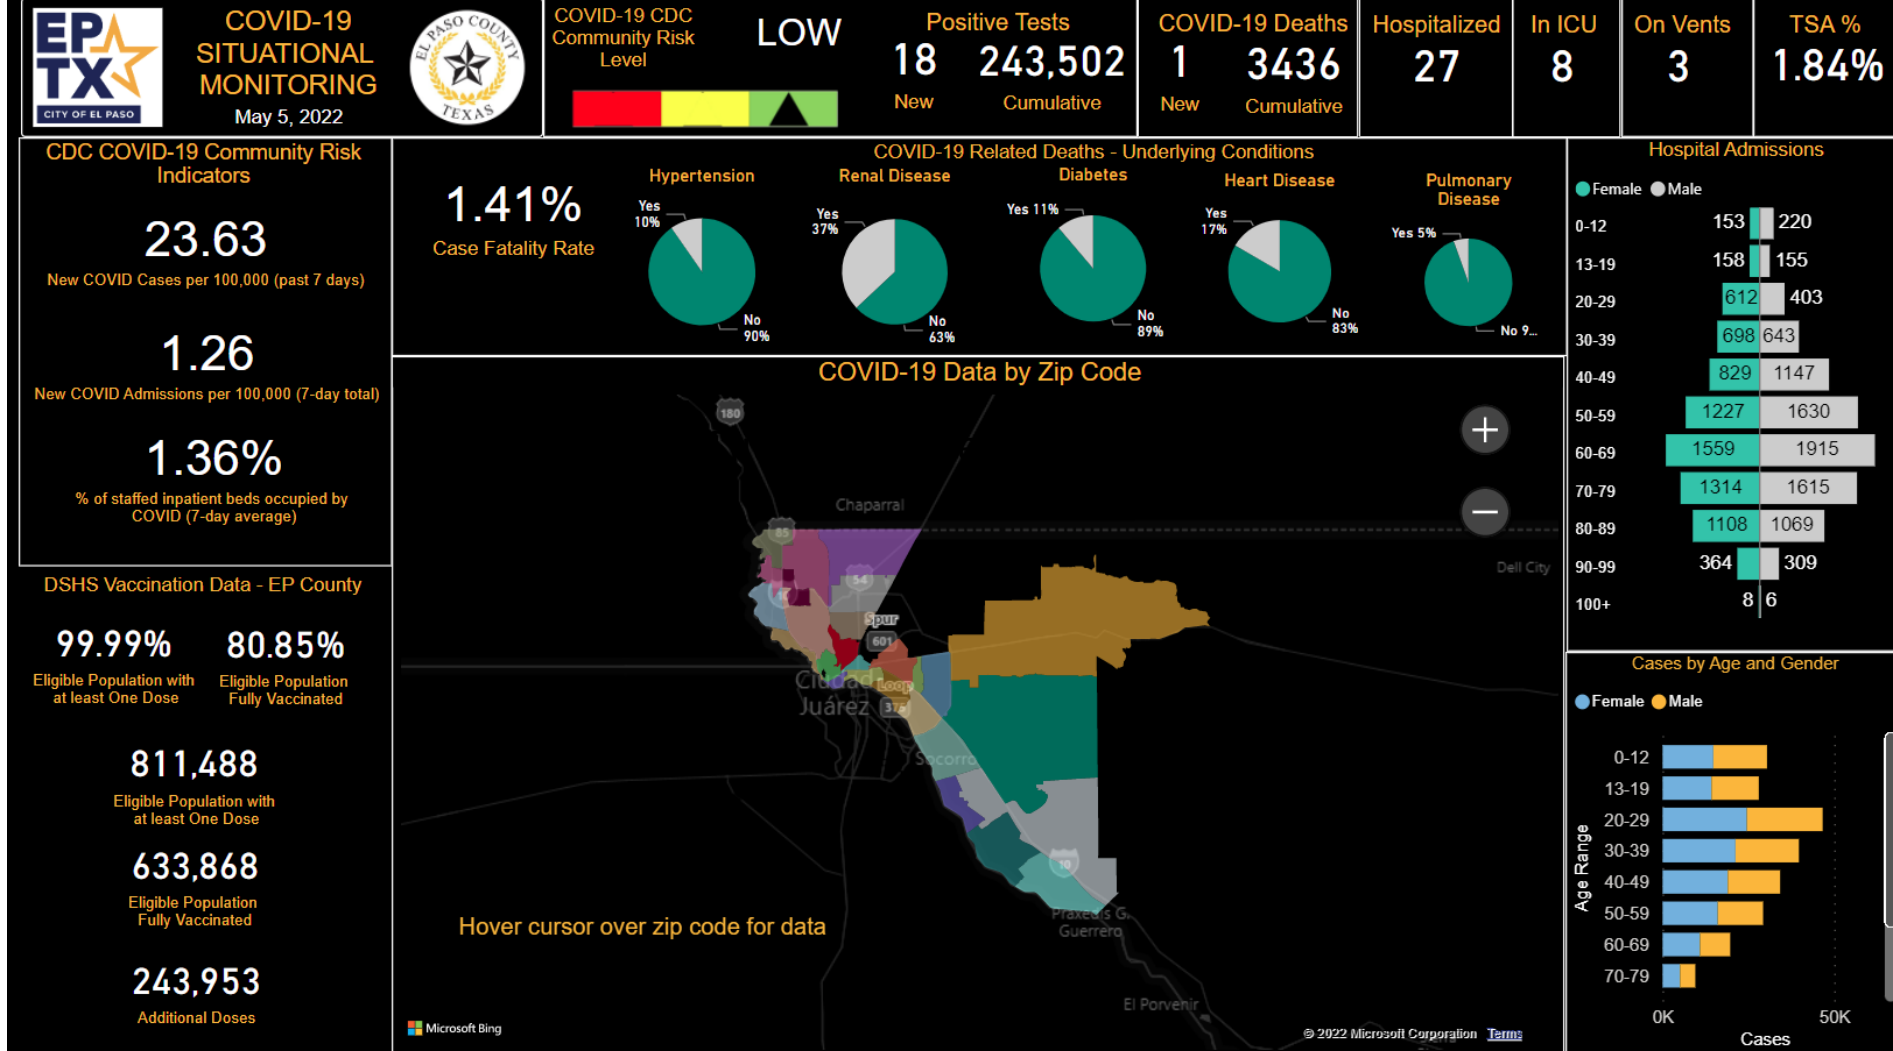 EP
TX
CITY OF EL PASO
COVID-19
SITUATIONAL
MONITORING
May 5, 2022
EL PASO COUNTY
TEXAS
COVID-19 CDC
Community Risk
Level
LOW
Positive Tests
18
243,502
New
Cumulative
COVID-19 Deaths
1
3436
New
Cumulative
Hospitalized
27
In ICU
8
On Vents
3
TSA %
1.84%
CDC COVID-19 Community Risk
Indicators
23.63
New COVID Cases per 100,000 (past 7 days)
1.26
New COVID Admissions per 100,000 (7-day total)
1.36%
% of staffed inpatient beds occupied by
COVID (7-day average)
DSHS Vaccination Data - EP County
99.99%
Eligible Population with
at least One Dose
80.85%
Eligible Population
Fully Vaccinated
811,488
Eligible Population with
at least One Dose
633,868
Eligible Population
Fully Vaccinated
243,953
Additional Doses
COVID-19 Related Deaths - Underlying Conditions
1.41%
Case Fatality Rate
Hypertension
Yes
10%
No
90%
Renal Disease
Yes
37%
No
63%
Diabetes
Yes 11%
No
89%
Heart Disease
Yes
17%
No
83%
Pulmonary
Disease
Yes 5%
No 9...
COVID-19 Data by Zip Code
180
Chaparral
85
54
Dell City
Spur
601
10
Ciudad
Juárez
Loop
375
Socorro
10
Praxedis G.
Guerrero
El Porvenir
Hover cursor over zip code for data
Microsoft Bing
© 2022 Microsoft Corporation Terms
Hospital Admissions
Female Male
0-12 153 220
13-19 158 155
20-29 612 403
30-39 698 643
40-49 829 1147
50-59 1227 1630
60-69 1559 1915
70-79 1314 1615
80-89 1108 1069
90-99 364 309
100+ 8 6
Cases by Age and Gender
Female Male
Age Range
0-12
13-19
20-29
30-39
40-49
50-59
60-69
70-79
0K 50K
Cases